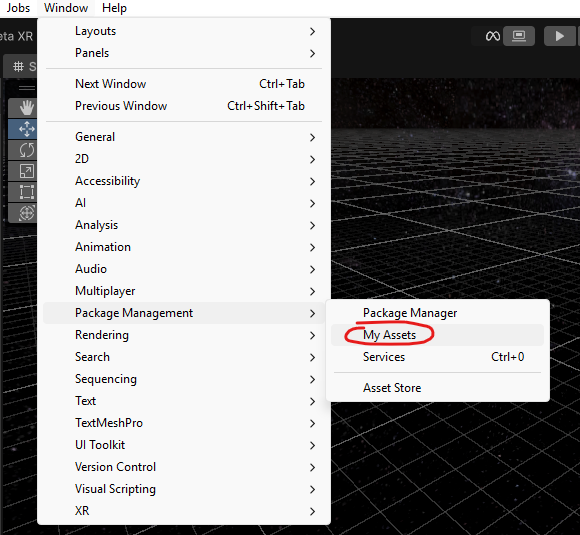 Jobs Window Help
eta XR
S
Layouts
Panels
Next Window Ctrl+Tab
Previous Window Ctrl+Shift+Tab
General
2D
Accessibility
AI
Analysis
Animation
Audio
Multiplayer
Package Management
Rendering
Search
Sequencing
Text
TextMeshPro
UI Toolkit
Version Control
Visual Scripting
XR
Package Manager
My Assets
Services Ctrl+0
Asset Store